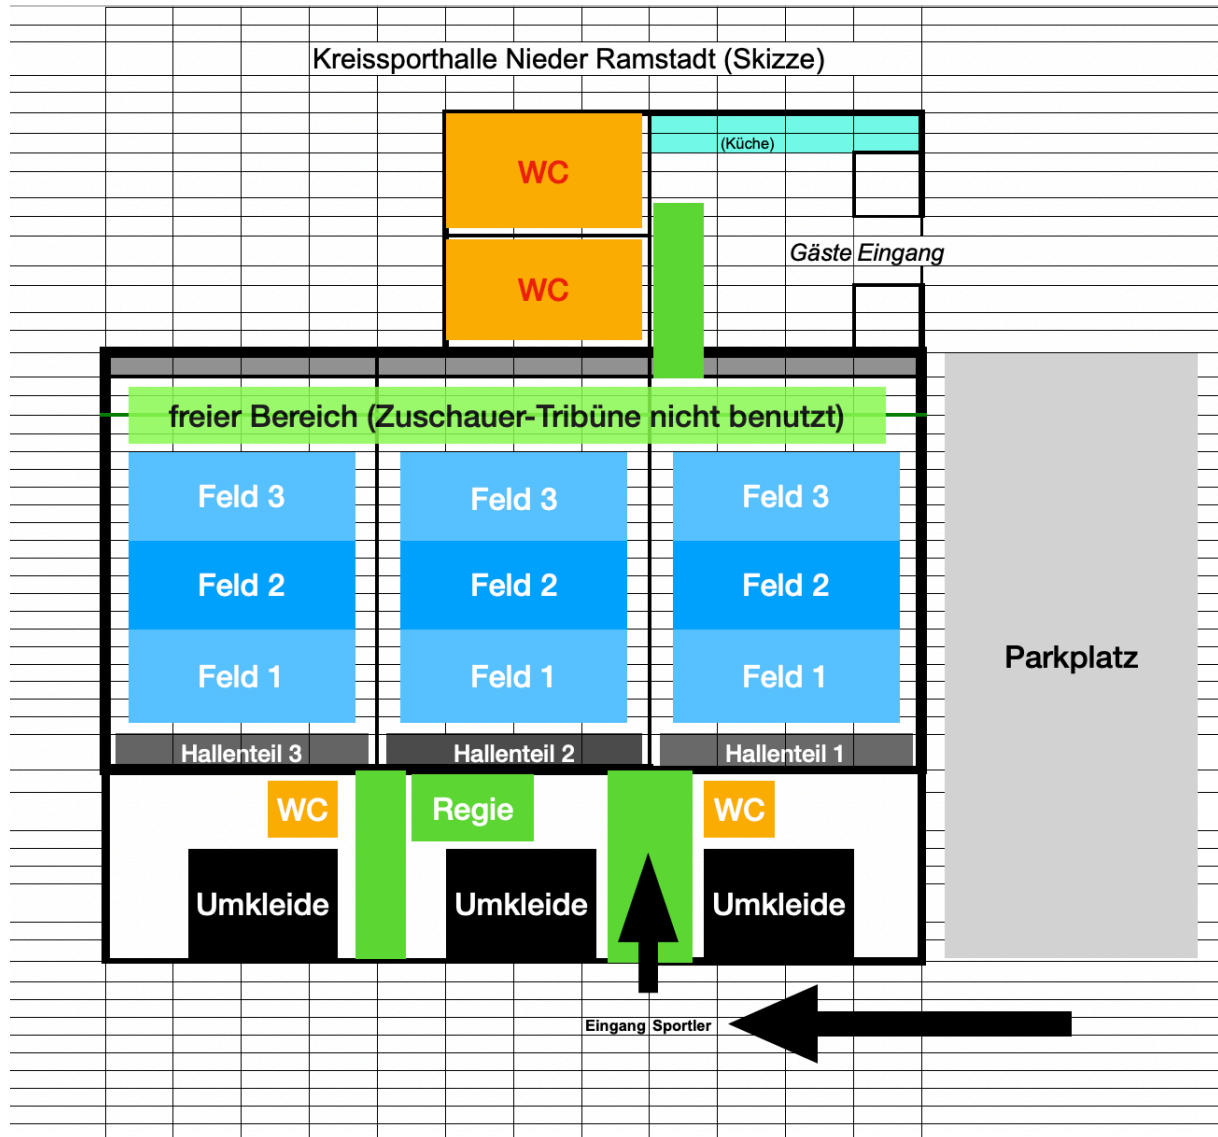 Kreissporthalle Nieder Ramstadt (Skizze)
(Küche)
WC
Gäste Eingang
WC
freier Bereich (Zuschauer-Tribüne nicht benutzt)
Feld 3 Feld 3 Feld 3
Feld 2 Feld 2 Feld 2
Feld 1 Feld 1 Feld 1
Parkplatz
Hallenteil 3 Hallenteil 2 Hallenteil 1
WC Regie WC
Umkleide Umkleide Umkleide
Eingang Sportler